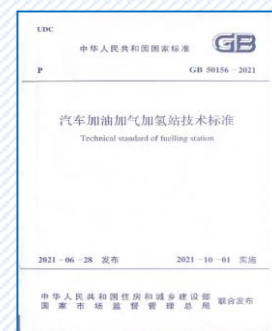 UDC
中华人民共和国国家标准 GB
P GB 50156-2021
汽车加油加气加氢站技术标准
Technical standard of fuelling station
2021-06-28 发布 2021-10-01 实施
中华人民共和国住房和城乡建设部
国家市场监督管理总局 联合发布